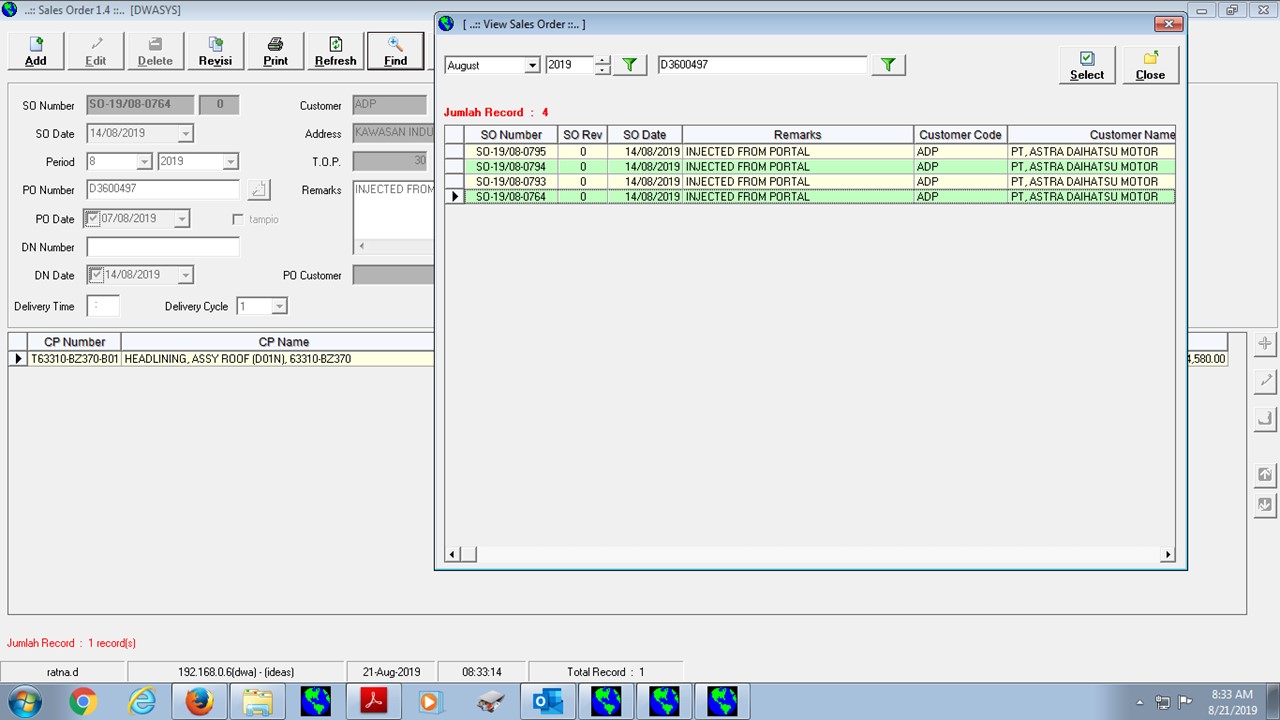 ..:: Sales Order 1.4 ::.. [DWASYS]
[ ..:: View Sales Order ::.. ]
Add Edit Delete Revisi Print Refresh Find
August 2019 D3600497 Select Close
SO Number SO-19/08-0764 0 Customer ADP
SO Date 14/08/2019 Address KAWASAN INDU
Period 8 2019 T.O.P. 30
PO Number D3600497 Remarks INJECTED FROM
PO Date 07/08/2019 tampio
DN Number
DN Date 14/08/2019 PO Customer
Delivery Time : Delivery Cycle 1
Jumlah Record : 4
SO Number SO Rev SO Date Remarks Customer Code Customer Name
SO-19/08-0795 0 14/08/2019 INJECTED FROM PORTAL ADP PT, ASTRA DAIHATSU MOTOR
SO-19/08-0794 0 14/08/2019 INJECTED FROM PORTAL ADP PT, ASTRA DAIHATSU MOTOR
SO-19/08-0793 0 14/08/2019 INJECTED FROM PORTAL ADP PT, ASTRA DAIHATSU MOTOR
SO-19/08-0764 0 14/08/2019 INJECTED FROM PORTAL ADP PT, ASTRA DAIHATSU MOTOR
CP Number CP Name
T63310-BZ370-B01 HEADLINING, ASSY ROOF (D01N), 63310-BZ370 4,580.00
Jumlah Record : 1 record(s)
ratna.d 192.168.0.6(dwa) - (ideas) 21-Aug-2019 08:33:14 Total Record : 1
8:33 AM
8/21/2019